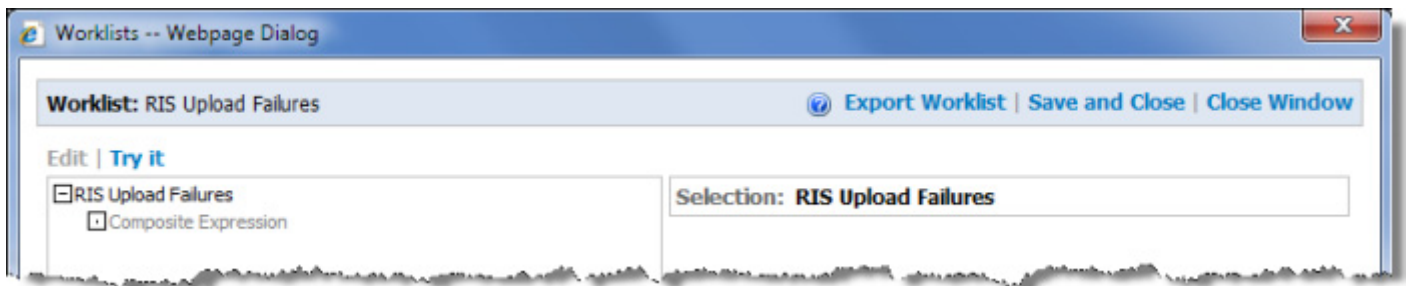 Worklists -- Webpage Dialog
Worklist: RIS Upload Failures
Export Worklist | Save and Close | Close Window
Edit | Try it
RIS Upload Failures
Composite Expression
Selection: RIS Upload Failures